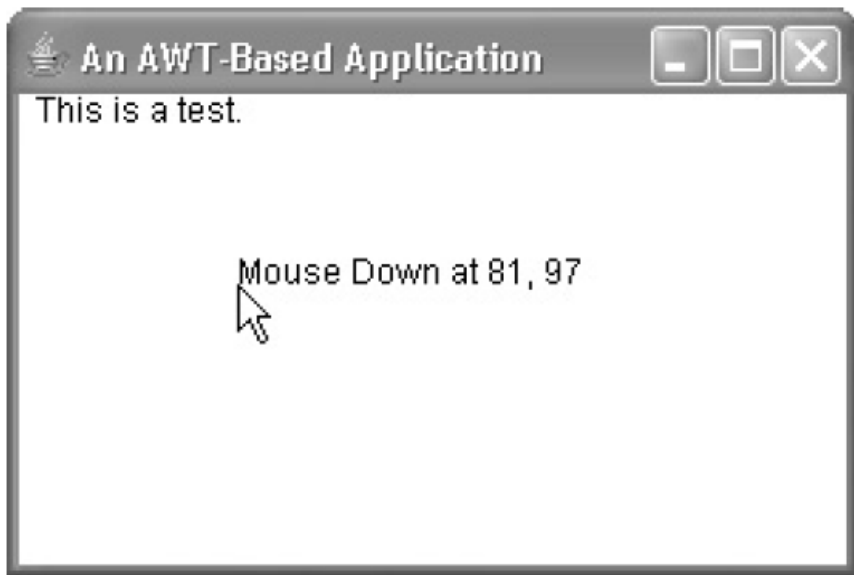 An AWT-Based Application
This is a test.
Mouse Down at 81, 97